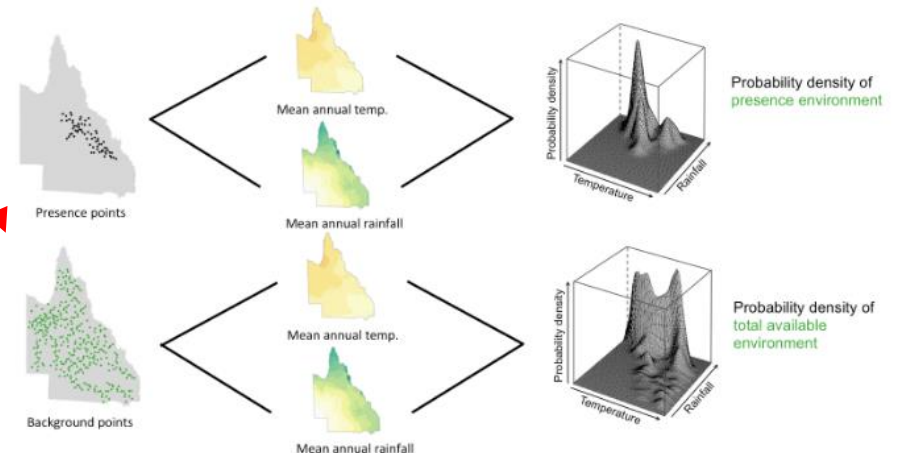 Mean annual temp.
Presence points
Mean annual rainfall
Probability density
Temperature
Rainfall
Probability density of
presence environment
Mean annual temp.
Background points
Mean annual rainfall
Probability density
Temperature
Rainfall
Probability density of
total available
environment